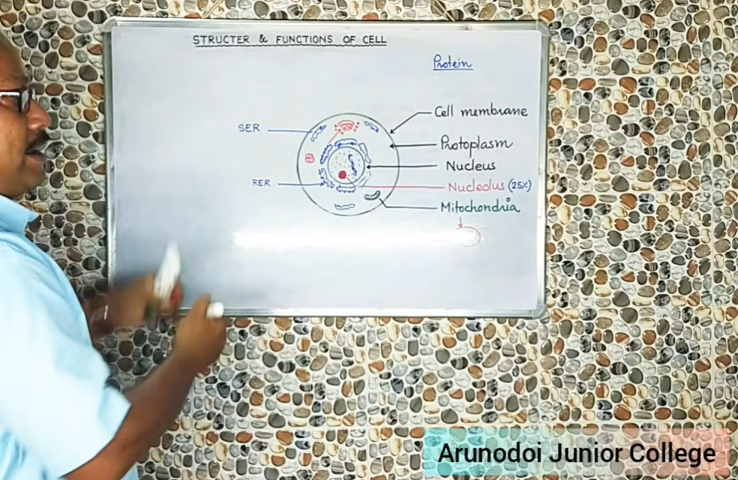 STRUCTER & FUNCTIONS OF CELL
Protein
Cell membrane
SER
Protoplasm
Nucleus
RER
Nucleolus (25%)
Mitochondria
Arunodoi Junior College